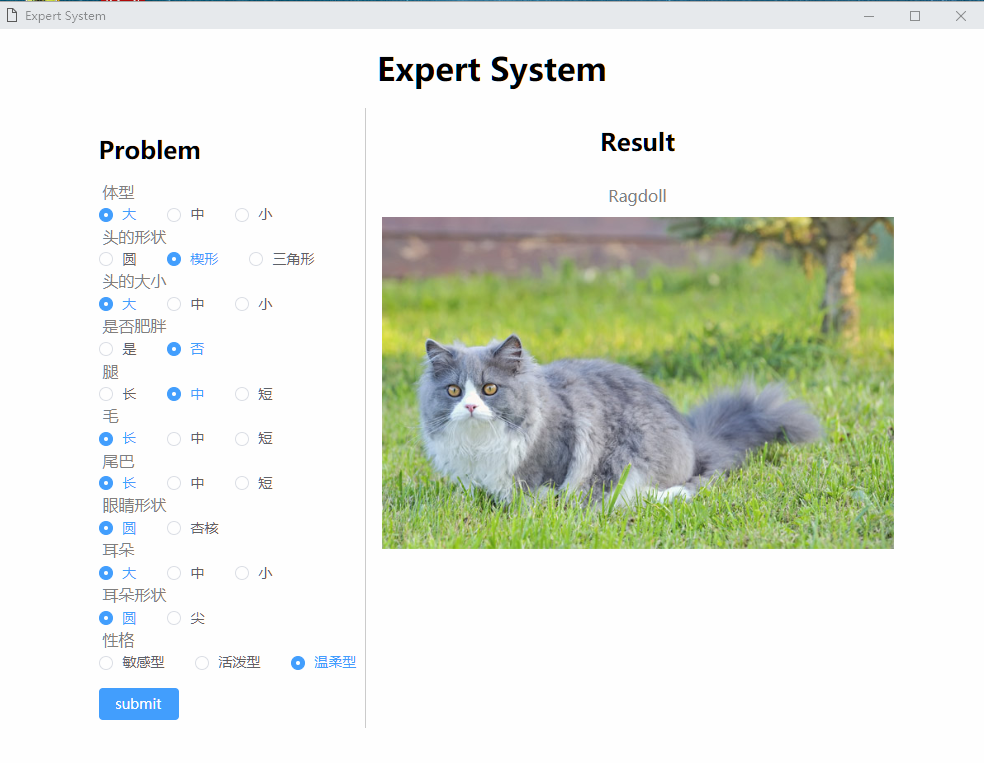 Expert System
Expert System
Problem
体型
大 中 小
头的形状
圆 楔形 三角形
头的大小
大 中 小
是否肥胖
是 否
腿
长 中 短
毛
长 中 短
尾巴
长 中 短
眼睛形状
圆 杏核
耳朵
大 中 小
耳朵形状
圆 尖
性格
敏感型 活泼型 温柔型
submit
Result
Ragdoll